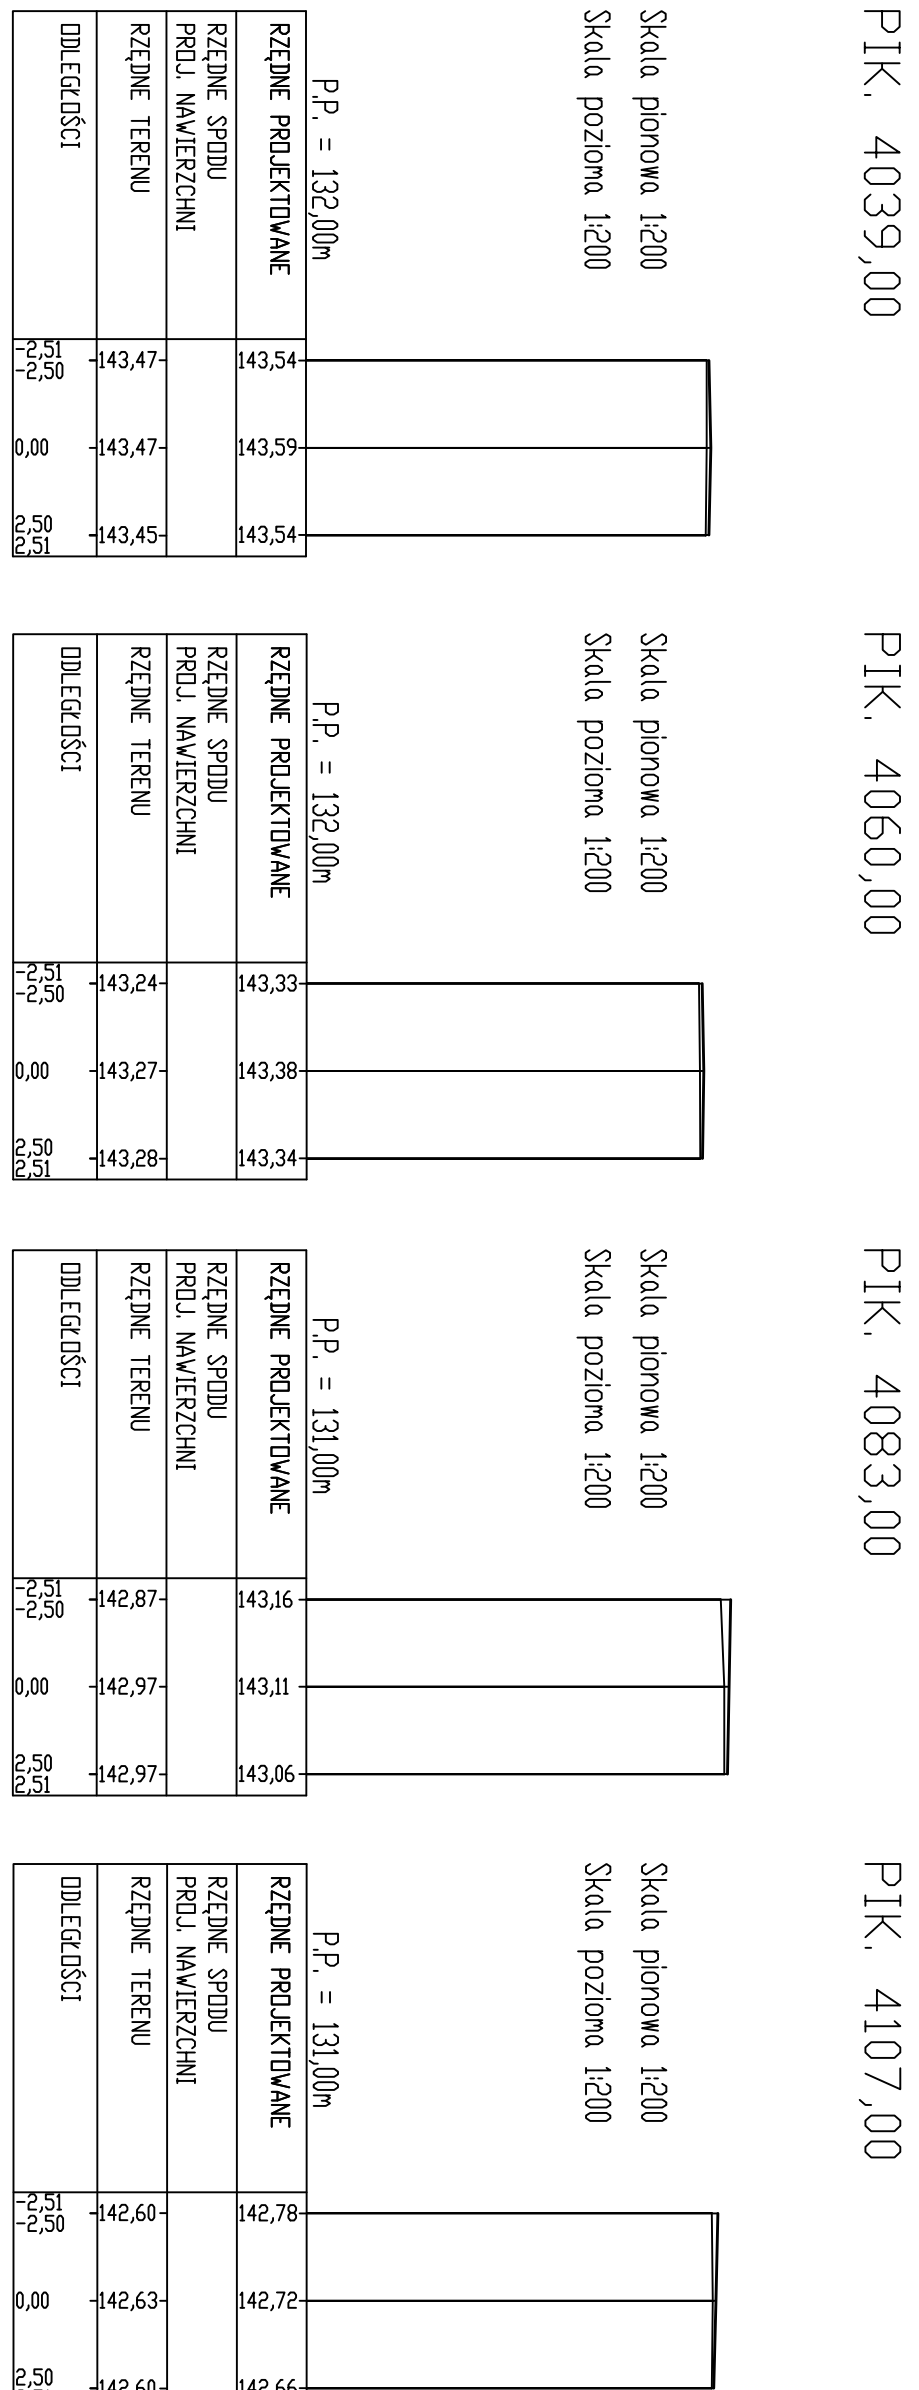 PIK. 4039,00
Skala pionowa 1:200
Skala pozioma 1:200
P.P. = 132,00m
RZĘDNE PROJEKTOWANE
143,54
143,59
143,54
RZĘDNE SPODU
PROJ. NAWIERZCHNI
RZĘDNE TERENU
143,47
143,47
143,45
ODLEGŁOŚCI
-2,51
-2,50
0,00
2,50
2,51
PIK. 4060,00
Skala pionowa 1:200
Skala pozioma 1:200
P.P. = 132,00m
RZĘDNE PROJEKTOWANE
143,33
143,38
143,34
RZĘDNE SPODU
PROJ. NAWIERZCHNI
RZĘDNE TERENU
143,24
143,27
143,28
ODLEGŁOŚCI
-2,51
-2,50
0,00
2,50
2,51
PIK. 4083,00
Skala pionowa 1:200
Skala pozioma 1:200
P.P. = 131,00m
RZĘDNE PROJEKTOWANE
143,16
143,11
143,06
RZĘDNE SPODU
PROJ. NAWIERZCHNI
RZĘDNE TERENU
142,87
142,97
142,97
ODLEGŁOŚCI
-2,51
-2,50
0,00
2,50
2,51
PIK. 4107,00
Skala pionowa 1:200
Skala pozioma 1:200
P.P. = 131,00m
RZĘDNE PROJEKTOWANE
142,78
142,72
142,66
RZĘDNE SPODU
PROJ. NAWIERZCHNI
RZĘDNE TERENU
142,60
142,63
142,60
ODLEGŁOŚCI
-2,51
-2,50
0,00
2,50